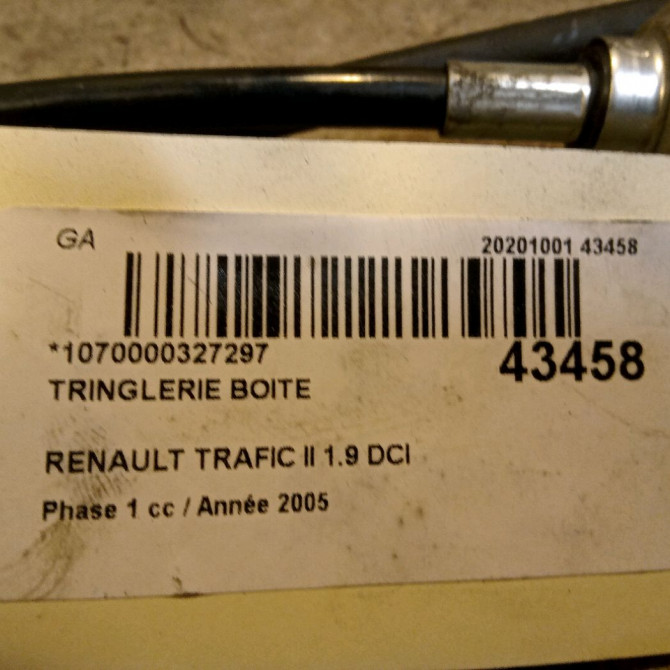 GA
20201001 43458
*1070000327297
43458
TRINGLERIE BOITE
RENAULT TRAFIC II 1.9 DCI
Phase 1 cc / Année 2005